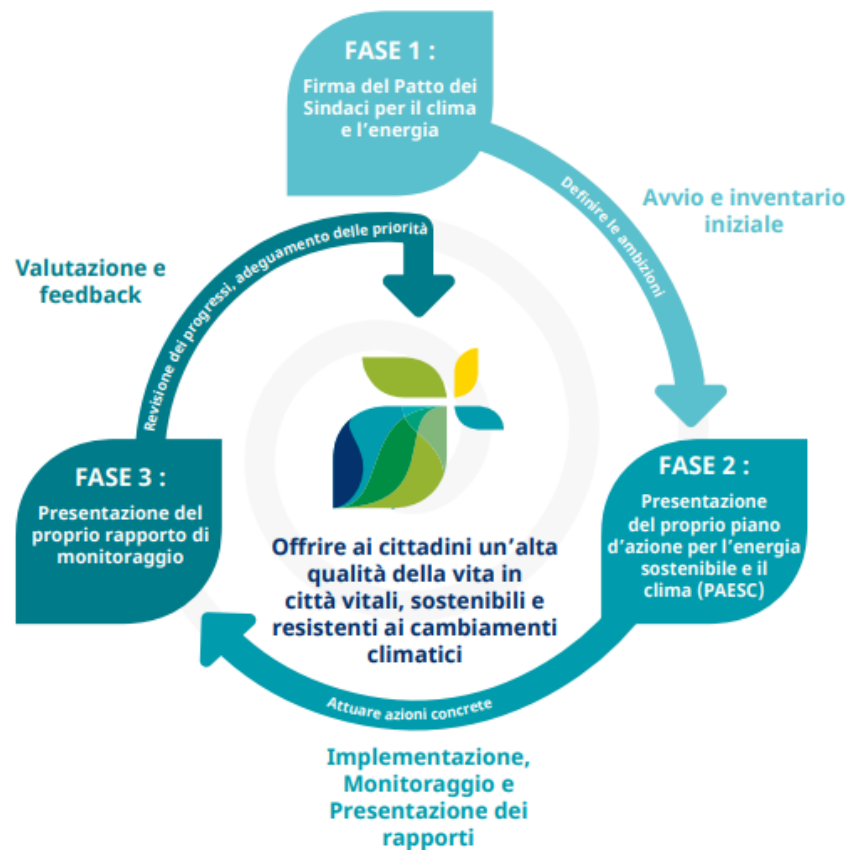 FASE 1 :
Firma del Patto dei
Sindaci per il clima
e l’energia
Definire le ambizioni
Avvio e inventario
iniziale
FASE 2 :
Presentazione
del proprio piano
d’azione per l’energia
sostenibile e il
clima (PAESC)
Attuare azioni concrete
Implementazione,
Monitoraggio e
Presentazione dei
rapporti
FASE 3 :
Presentazione del
proprio rapporto di
monitoraggio
Revisione dei progressi, adeguamento delle priorità
Valutazione e
feedback
Offrire ai cittadini un’alta
qualità della vita in
città vitali, sostenibili e
resistenti ai cambiamenti
climatici